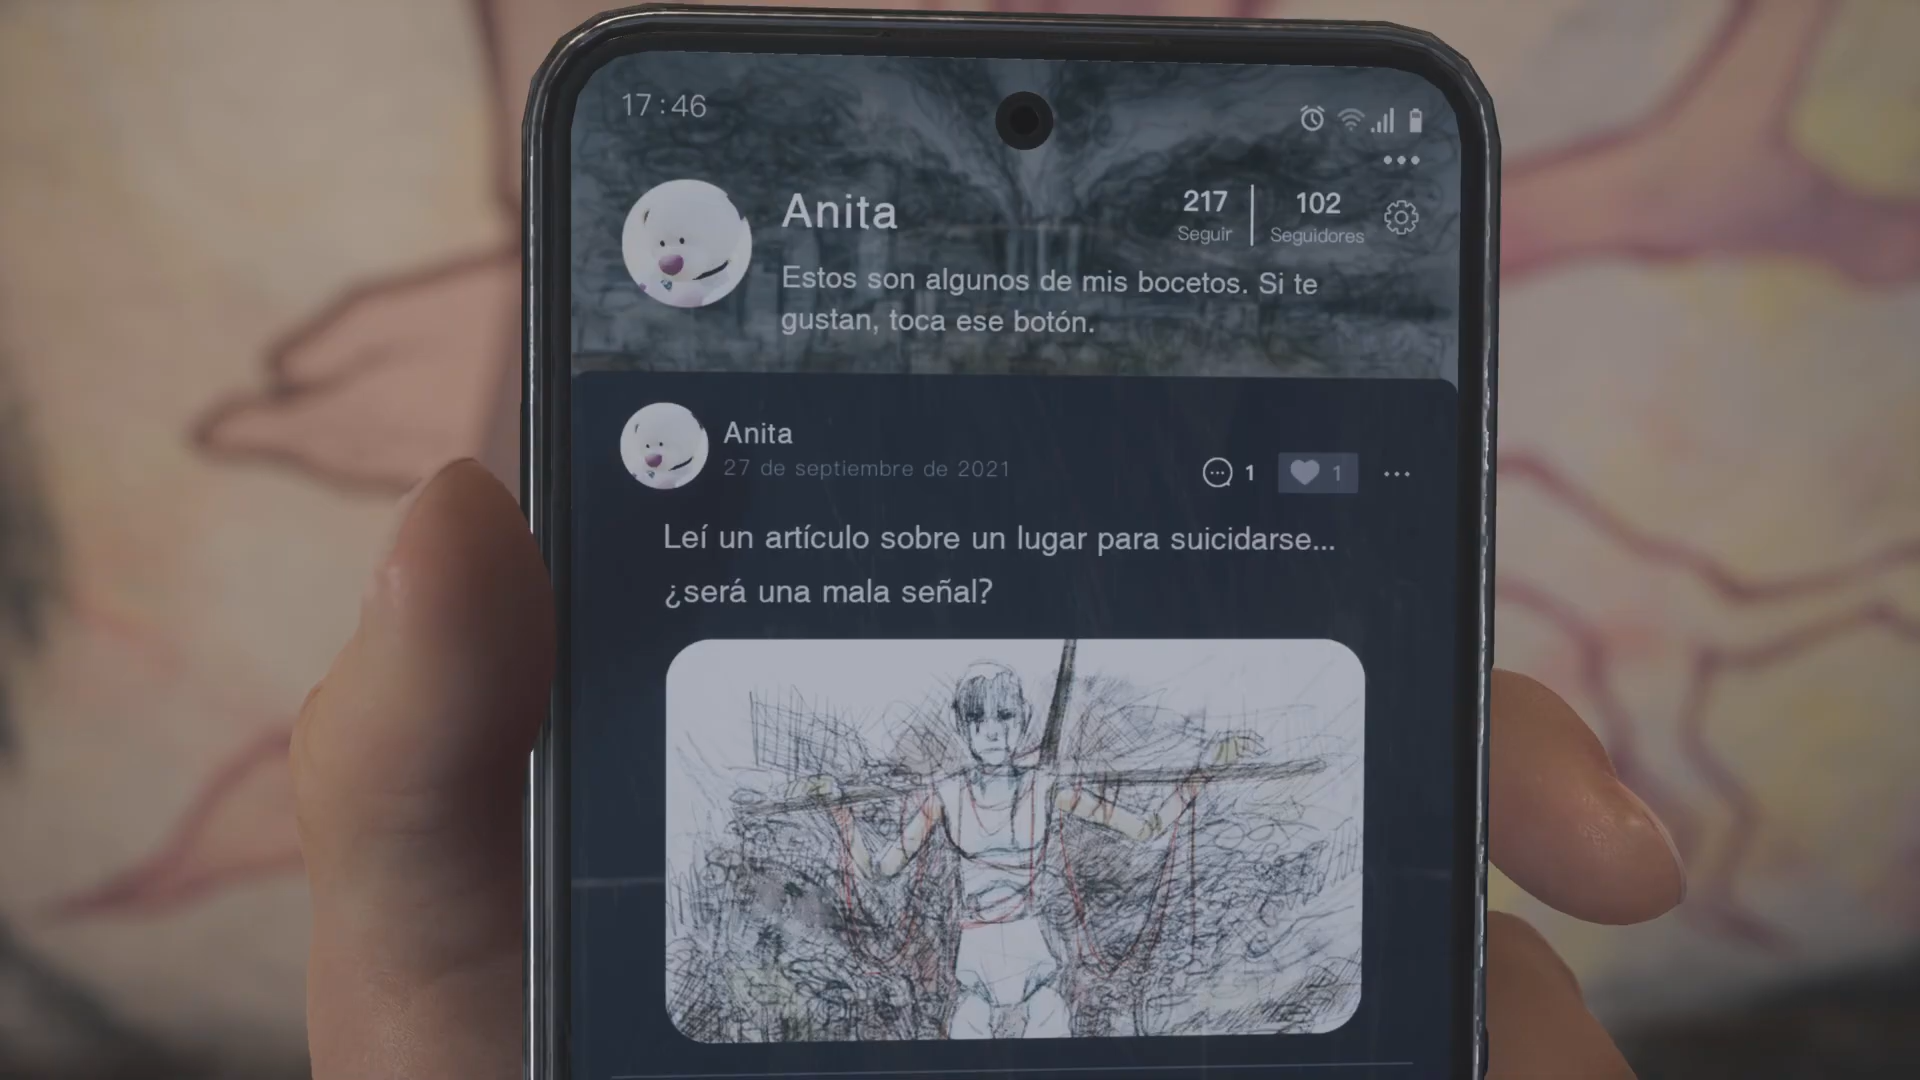 17:46
Anita
217
Seguir
102
Seguidores
Estos son algunos de mis bocetos. Si te
gustan, toca ese botón.
Anita
27 de septiembre de 2021
1
1
Leí un artículo sobre un lugar para suicidarse...
¿será una mala señal?